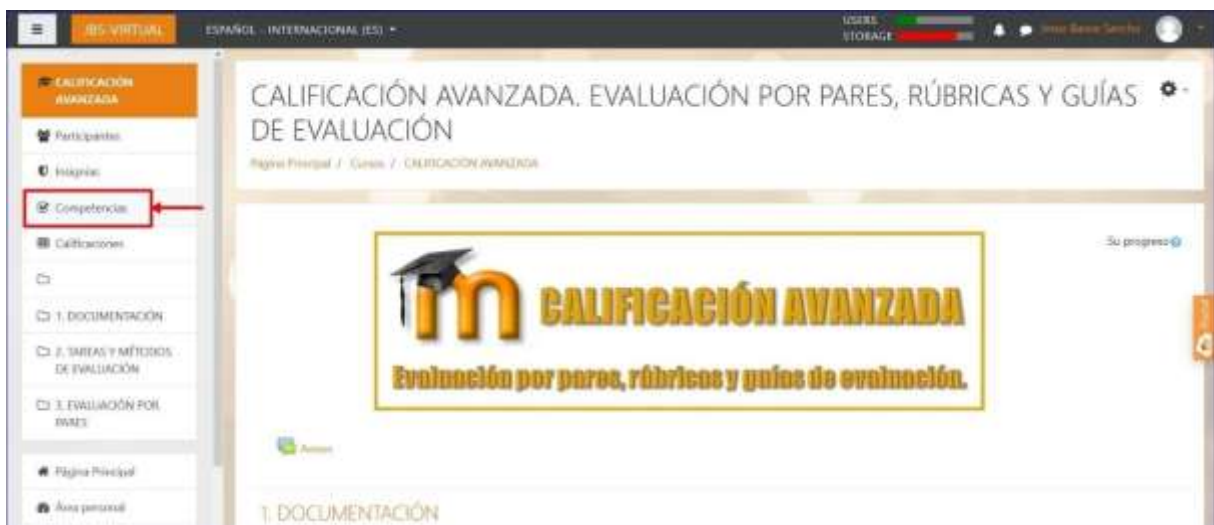 JBS-VIRTUAL
ESPAÑOL - INTERNACIONAL (ES)
USERS
STORAGE
CALIFICACIÓN
AVANZADA
Participantes
Insignias
Competencias
Calificaciones
1. DOCUMENTACIÓN
2. TAREAS Y MÉTODOS
DE EVALUACIÓN
3. EVALUACIÓN POR
PARES
Página Principal
Área personal
CALIFICACIÓN AVANZADA. EVALUACIÓN POR PARES, RÚBRICAS Y GUÍAS
DE EVALUACIÓN
Página Principal / Cursos / CALIFICACIÓN AVANZADA
Su progreso
m CALIFICACIÓN AVANZADA
Evaluación por pares, rúbricas y guías de evaluación.
Avisos
1. DOCUMENTACIÓN